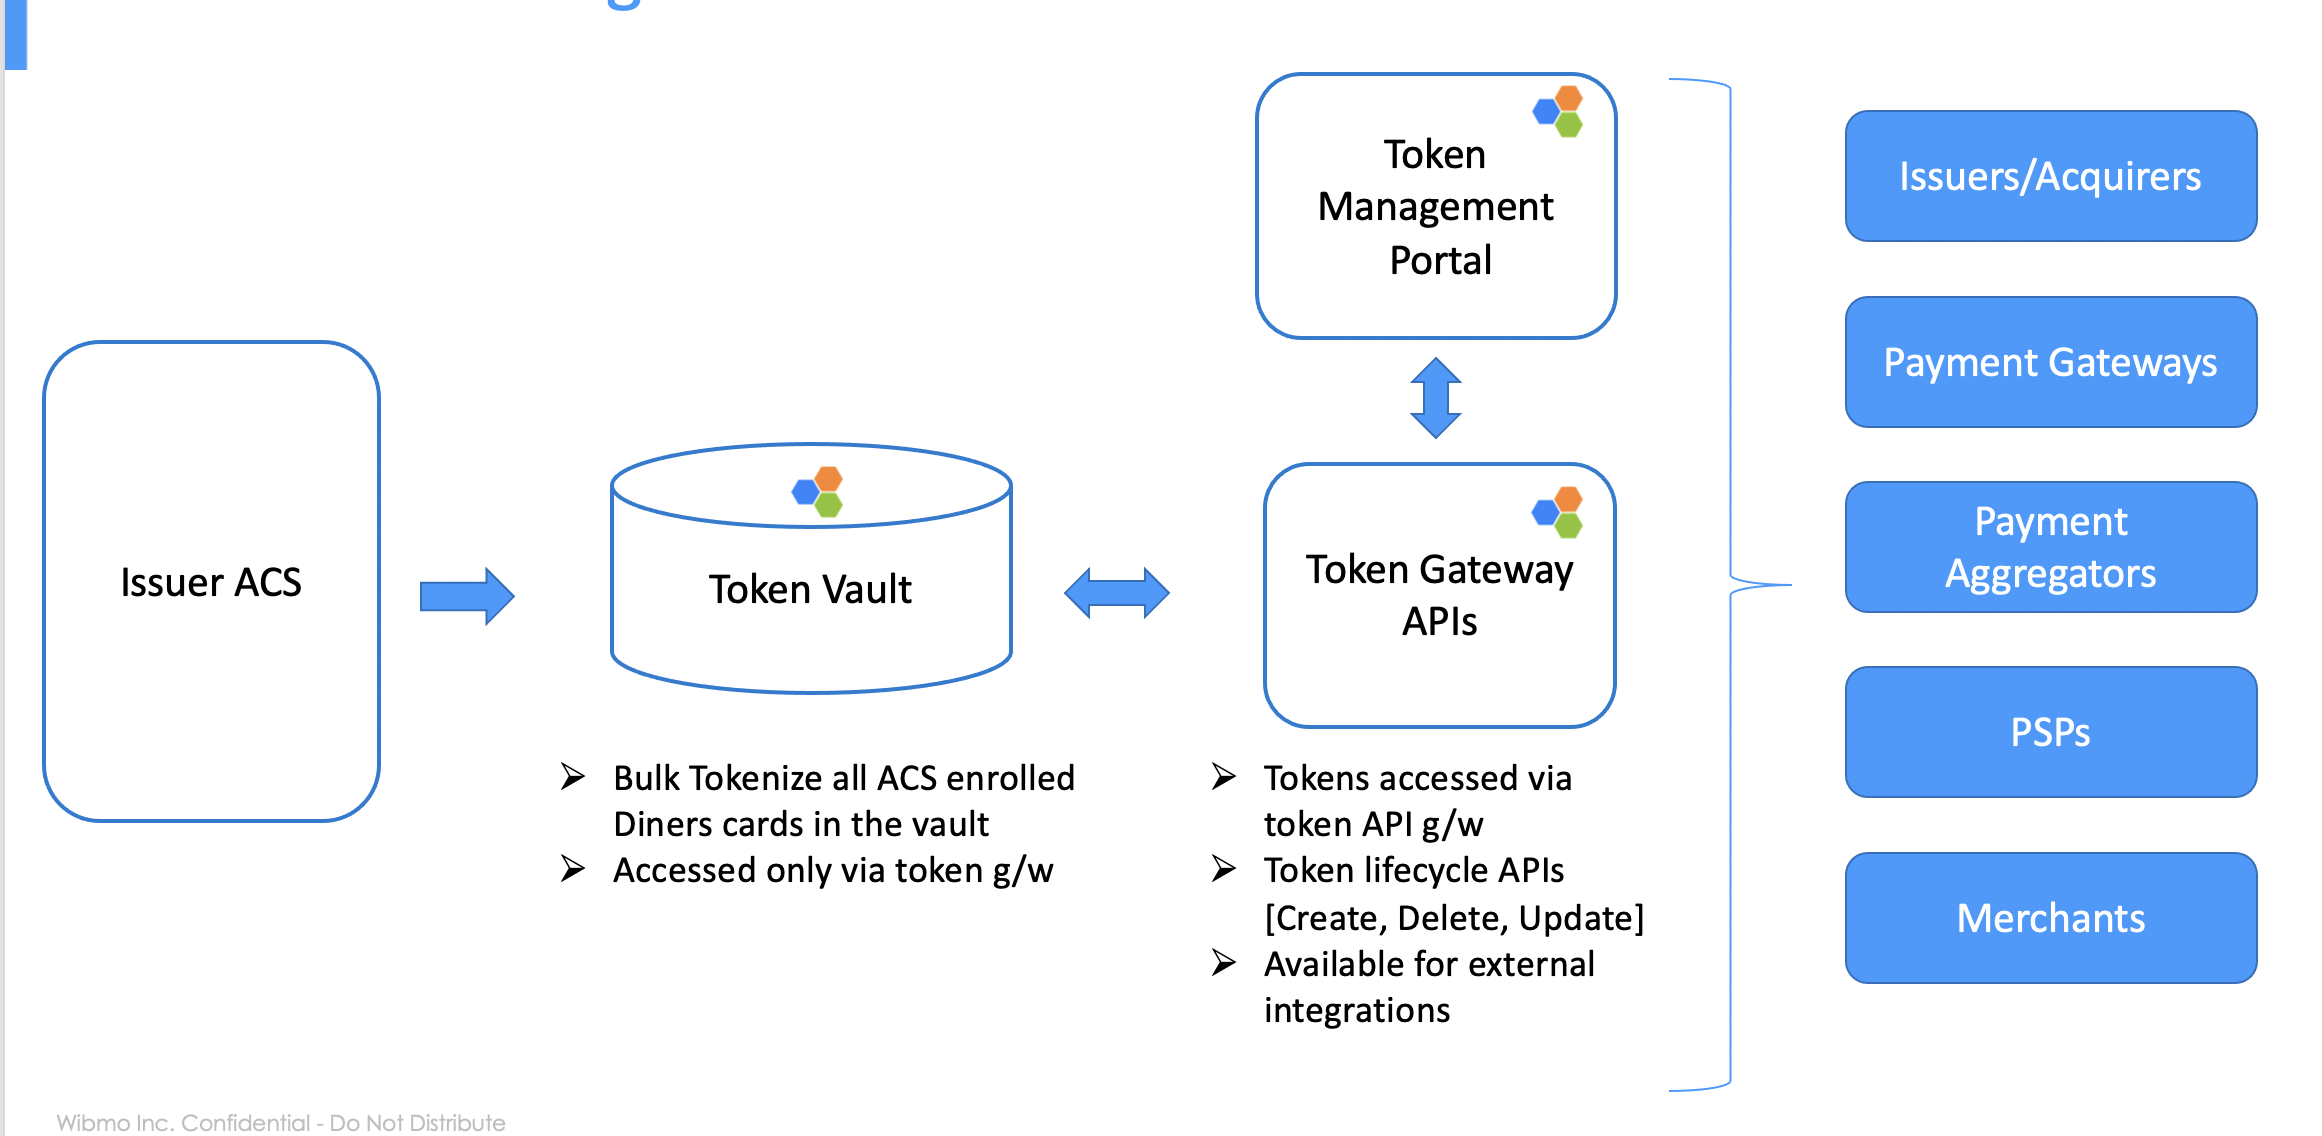 Issuer ACS
Token Vault
Bulk Tokenize all ACS enrolled
Diners cards in the vault
Accessed only via token g/w
Token
Management
Portal
Token Gateway
APIs
Tokens accessed via
token API g/w
Token lifecycle APIs
[Create, Delete, Update]
Available for external
integrations
Issuers/Acquirers
Payment Gateways
Payment
Aggregators
PSPs
Merchants
Wibmo Inc. Confidential - Do Not Distribute